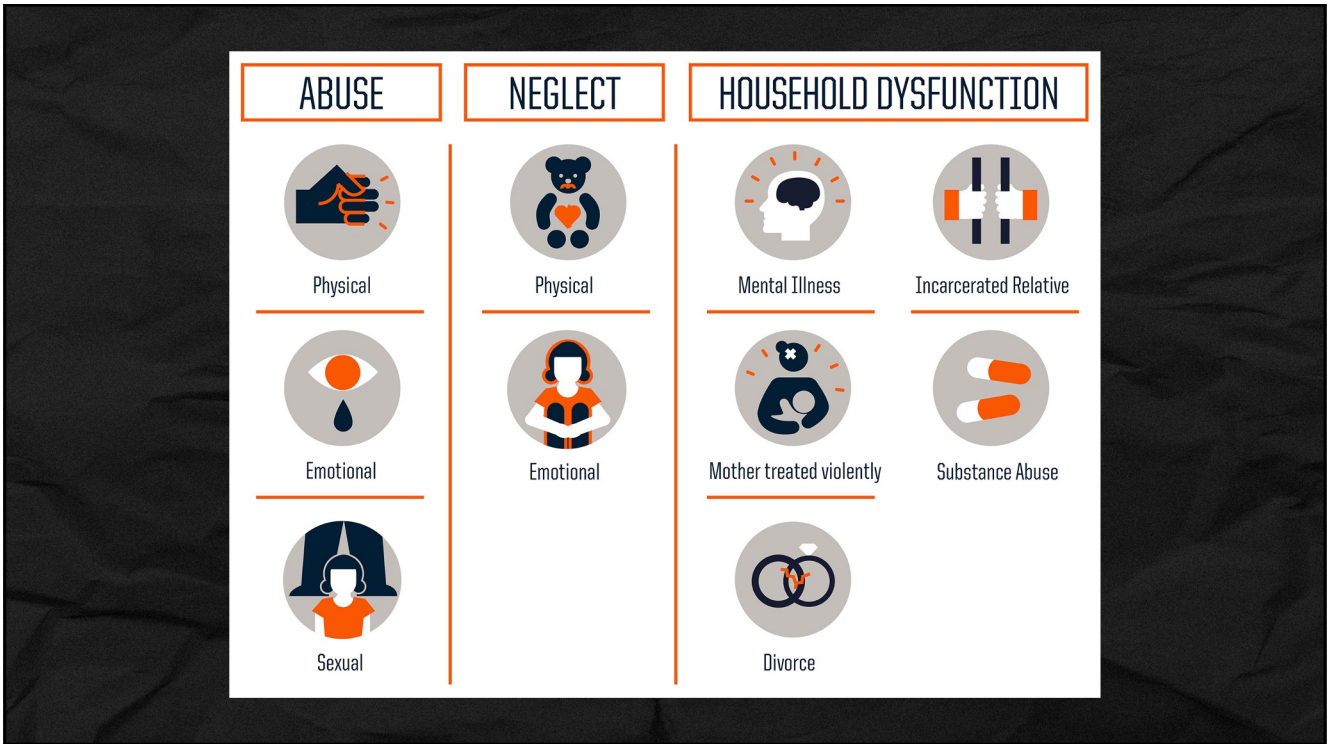 ABUSE
Physical
Emotional
Sexual
NEGLECT
Physical
Emotional
HOUSEHOLD DYSFUNCTION
Mental Illness
Incarcerated Relative
Mother treated violently
Substance Abuse
Divorce